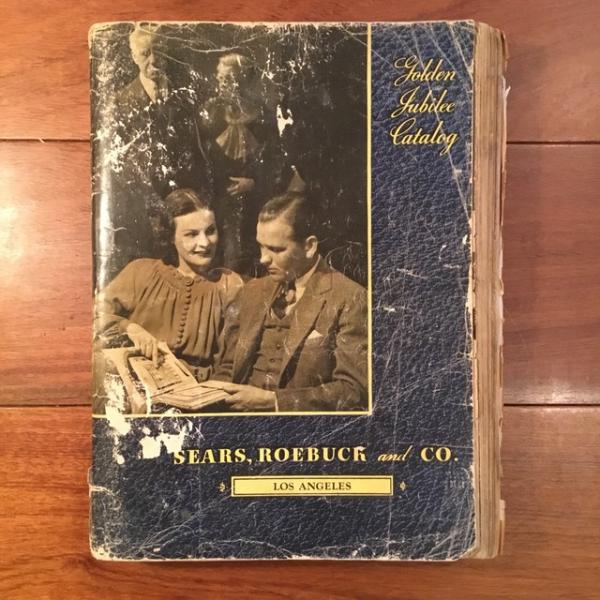 Golden
Jubilee
Catalog
SEARS, ROEBUCK and CO.
LOS ANGELES